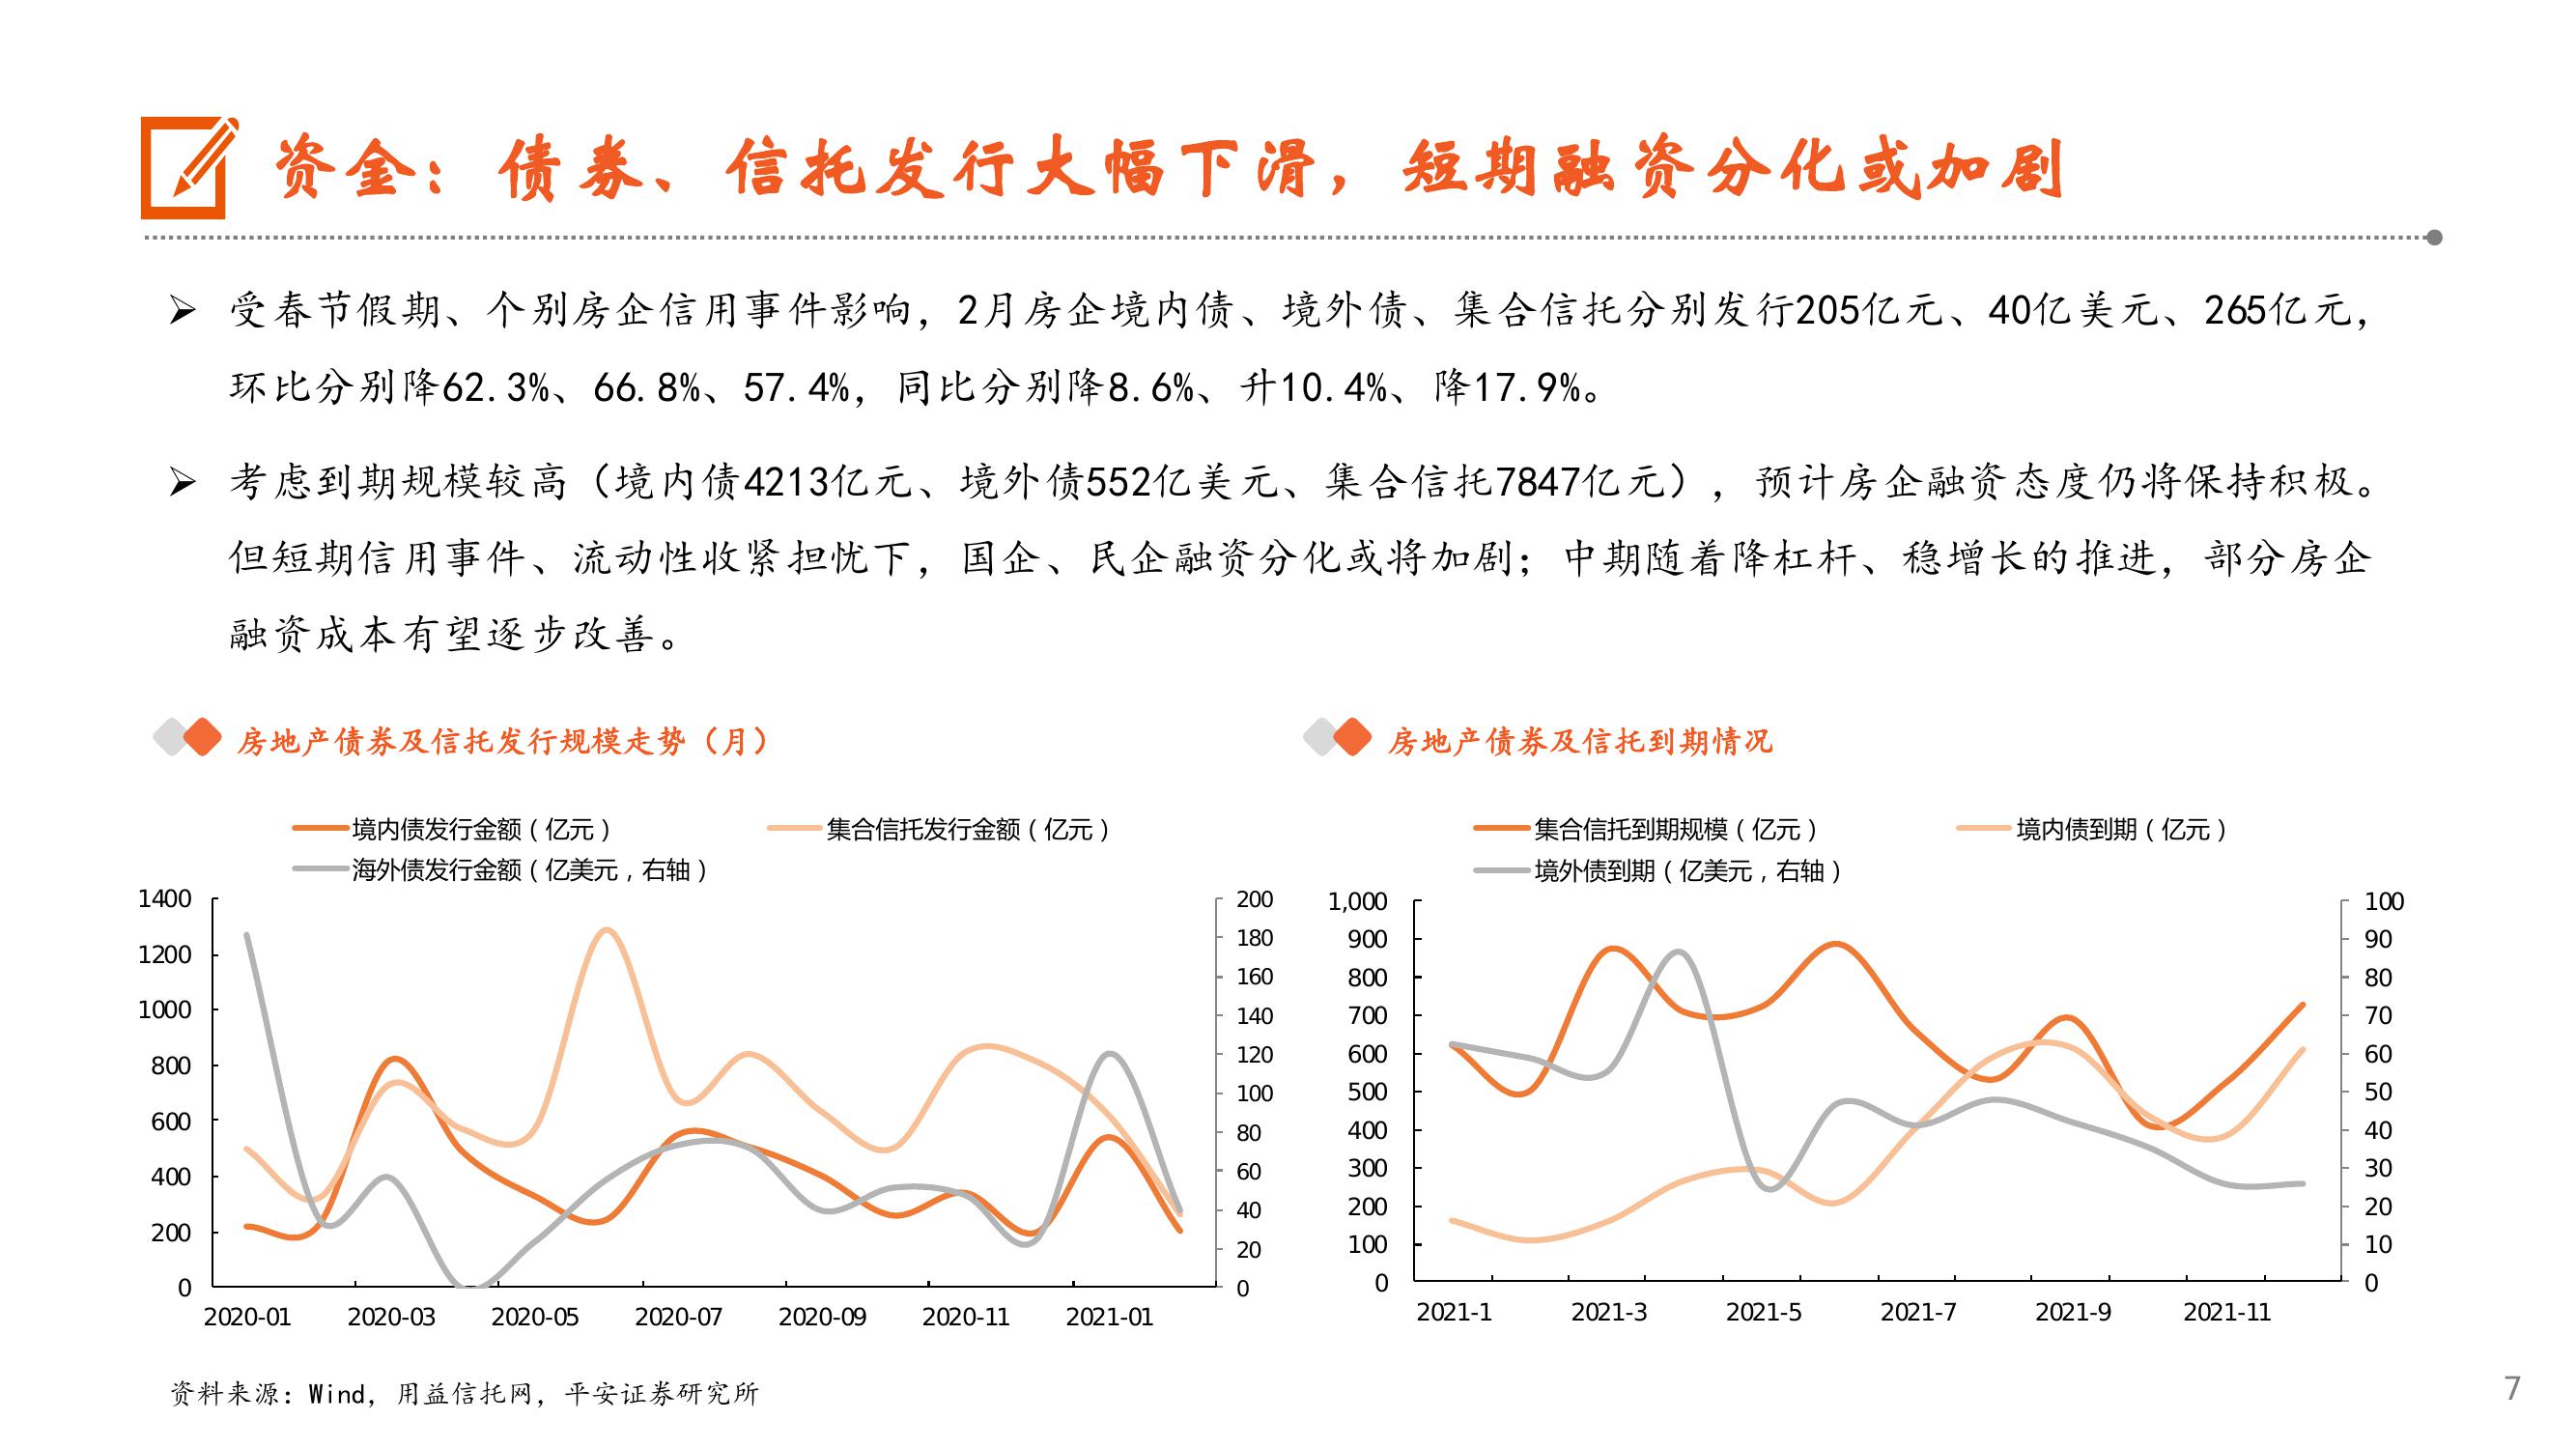 资金：债券、信托发行大幅下滑，短期融资分化或加剧
受春节假期、个别房企信用事件影响，2月房企境内债、境外债、集合信托分别发行205亿元、40亿美元、265亿元，
环比分别降62.3%、66.8%、57.4%，同比分别降8.6%、升10.4%、降17.9%。
考虑到期规模较高（境内债4213亿元、境外债552亿美元、集合信托7847亿元），预计房企融资态度仍将保持积极。
但短期信用事件、流动性收紧担忧下，国企、民企融资分化或将加剧；中期随着降杠杆、稳增长的推进，部分房企
融资成本有望逐步改善。
房地产债券及信托发行规模走势（月）
境内债发行金额（亿元）
集合信托发行金额（亿元）
海外债发行金额（亿美元，右轴）
1400
1200
1000
800
600
400
200
0
200
180
160
140
120
100
80
60
40
20
0
2020-01 2020-03 2020-05 2020-07 2020-09 2020-11 2021-01
房地产债券及信托到期情况
集合信托到期规模（亿元）
境内债到期（亿元）
境外债到期（亿美元，右轴）
1,000
900
800
700
600
500
400
300
200
100
0
100
90
80
70
60
50
40
30
20
10
0
2021-1 2021-3 2021-5 2021-7 2021-9 2021-11
资料来源：Wind，用益信托网，平安证券研究所
7